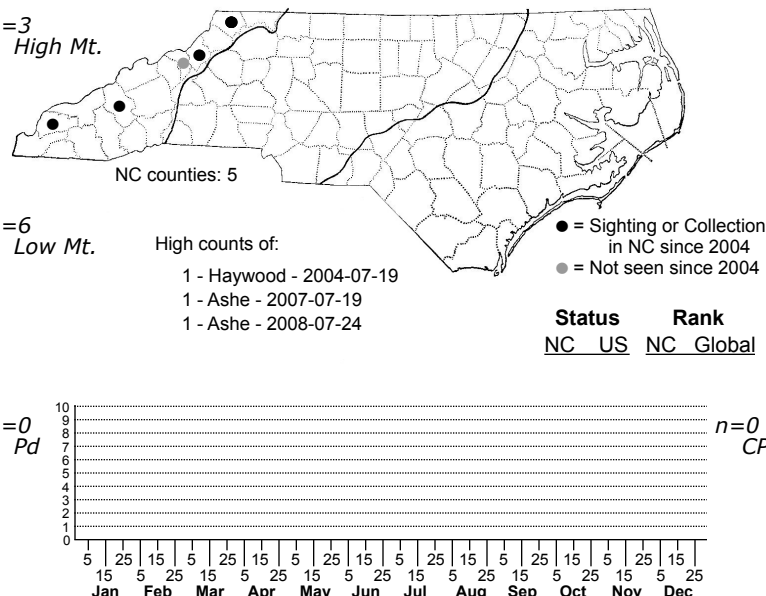 =3
High Mt.
NC counties: 5
=6
Low Mt.
High counts of:
1 - Haywood - 2004-07-19
1 - Ashe - 2007-07-19
1 - Ashe - 2008-07-24
= Sighting or Collection
in NC since 2004
= Not seen since 2004
Status Rank
NC US NC Global
=0
Pd
n=0
CP
10
9
8
7
6
5
4
3
2
1
0
5 25 15 5 25 15 5 25 15 5 25 15 5 25 15 5 25 15
15 5 25 15 5 25 15 5 25 15 5 25 15 5 25 15 5 25
Jan Feb Mar Apr May Jun Jul Aug Sep Oct Nov Dec